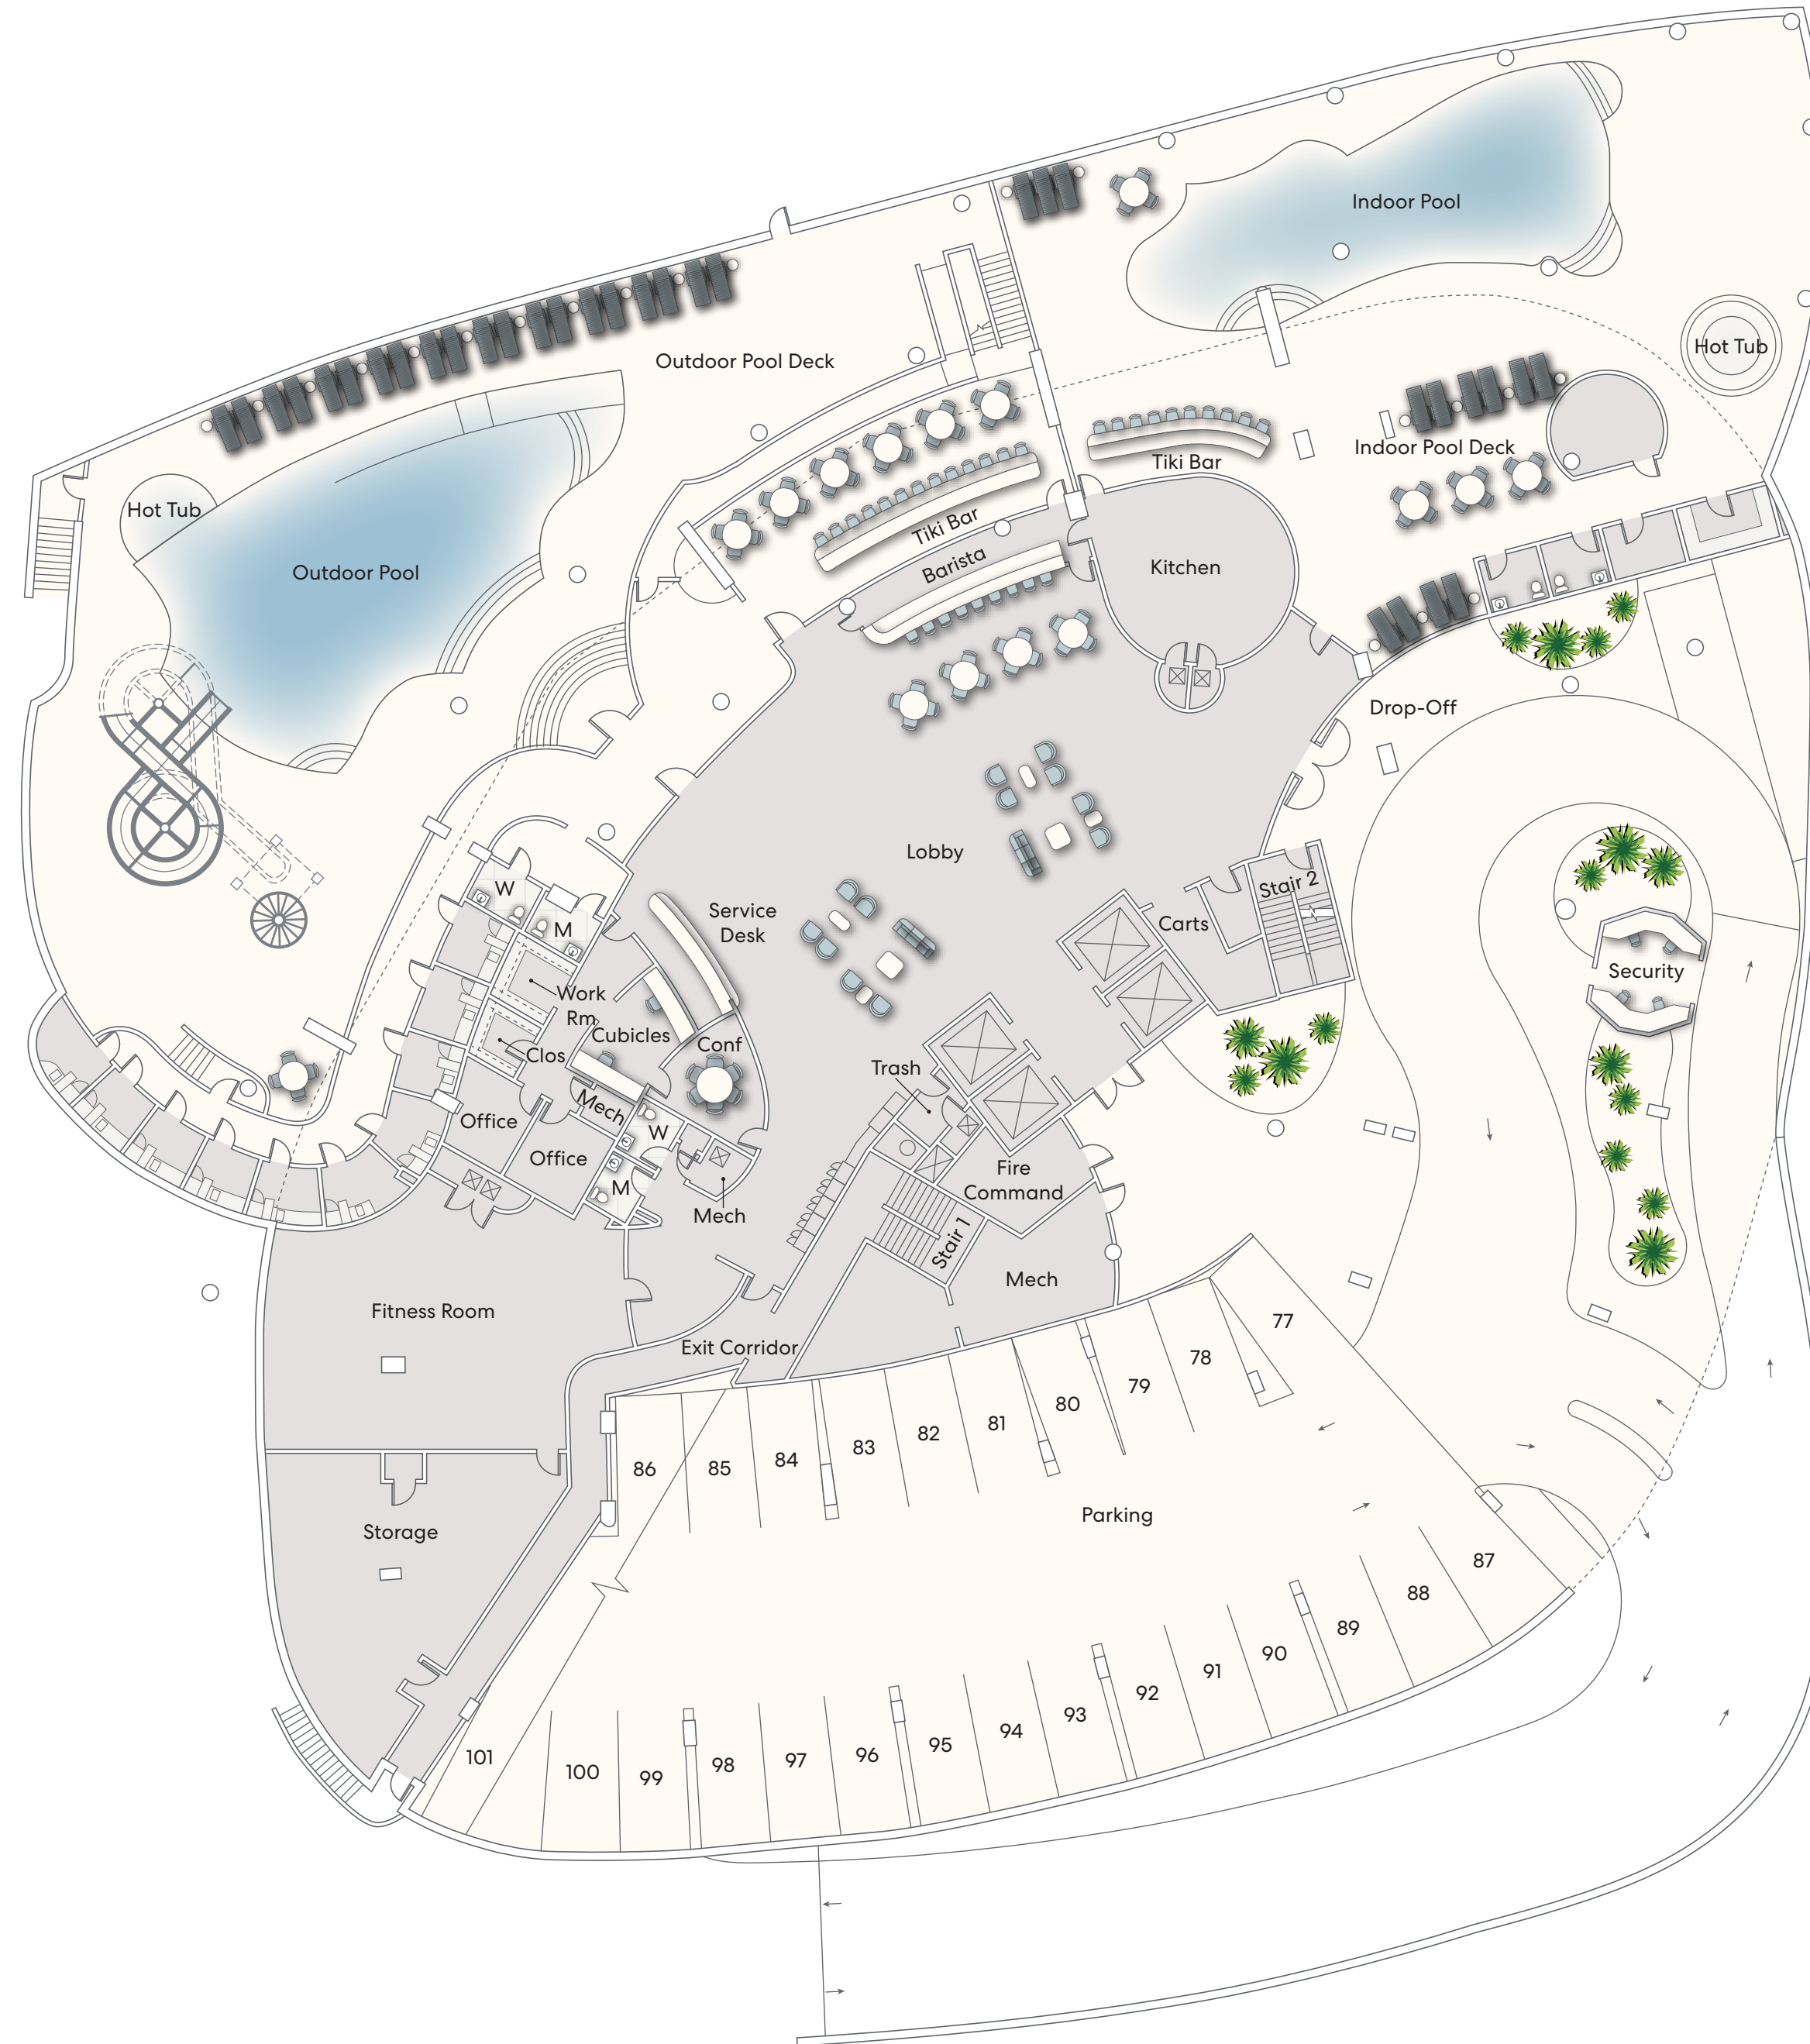 Indoor Pool
Hot Tub
Outdoor Pool Deck
Indoor Pool Deck
Tiki Bar
Hot Tub
Tiki Bar
Barista
Kitchen
Outdoor Pool
Drop-Off
Lobby
Stair 2
W
M
Service
Desk
Carts
Security
Work
Rm
Cubicles
Conf
Clos
Trash
Mech
Office
W
Office
M
Mech
Fire
Command
Stair 1
Mech
Fitness Room
Exit Corridor
77
78
79
80
81
82
83
84
85
86
Parking
Storage
87
88
89
90
91
92
93
94
95
96
97
98
99
100
101